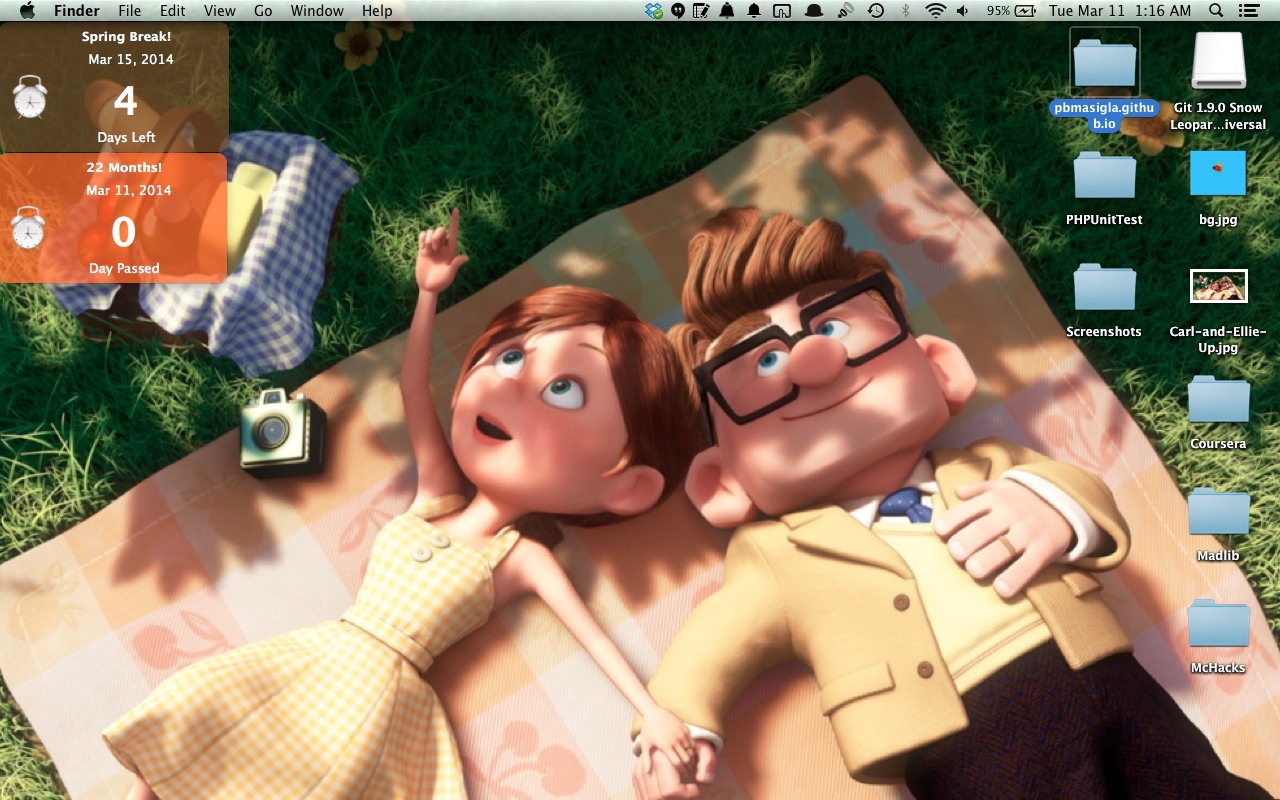 Finder File Edit View Go Window Help 95% Tue Mar 11 1:16 AM
Spring Break!
Mar 15, 2014
4
Days Left
22 Months!
Mar 11, 2014
0
Day Passed
pbmasigla.githu
b.io
Git 1.9.0 Snow
Leopar...iversal
PHPUnitTest
bg.jpg
Screenshots
Carl-and-Ellie-
Up.jpg
Coursera
Madlib
McHacks